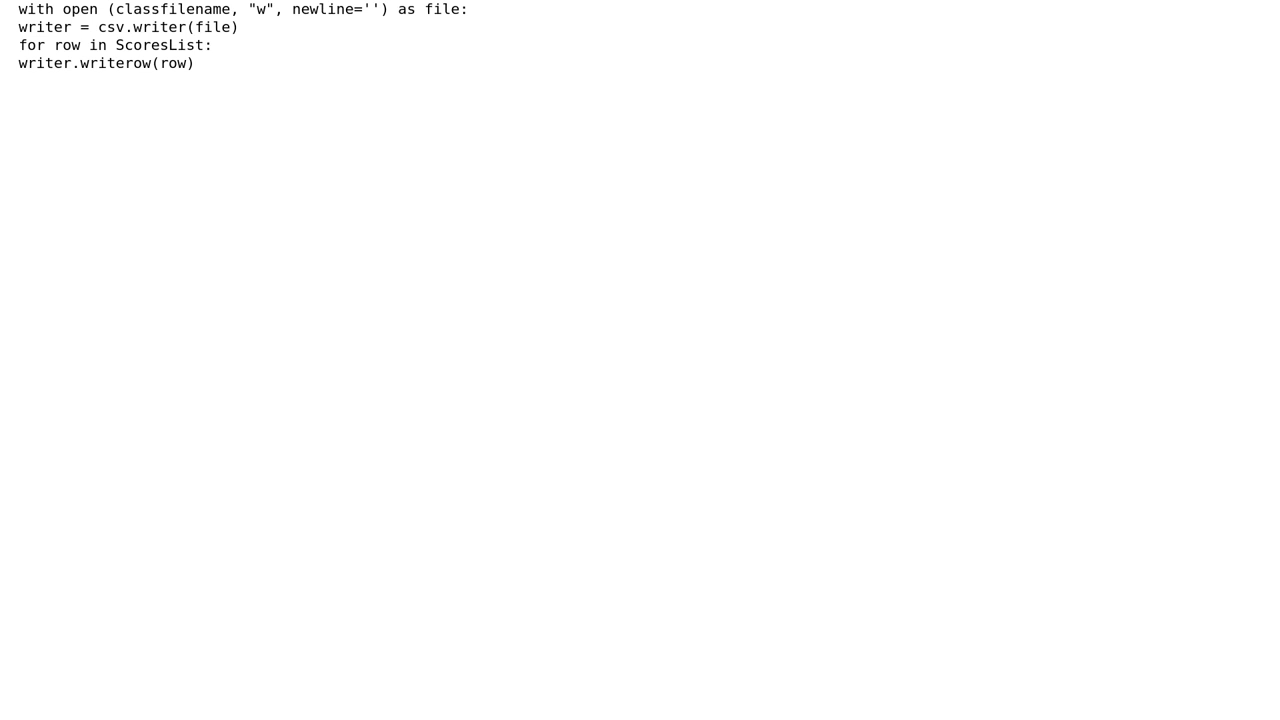 with open (classfilename, "w", newline='') as file:
writer = csv.writer(file)
for row in ScoresList:
writer.writerow(row)